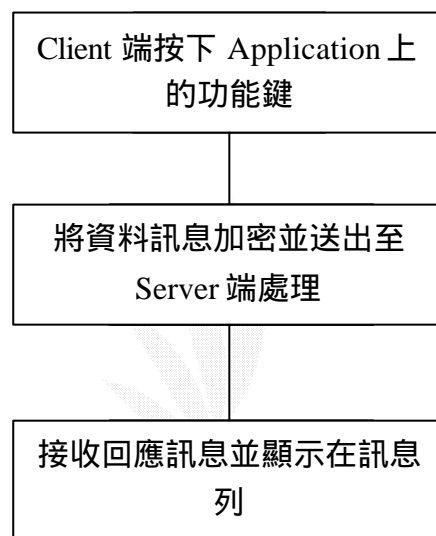 Client 端按下 Application 上
的功能鍵
將資料訊息加密並送出至
Server 端處理
接收回應訊息並顯示在訊息
列